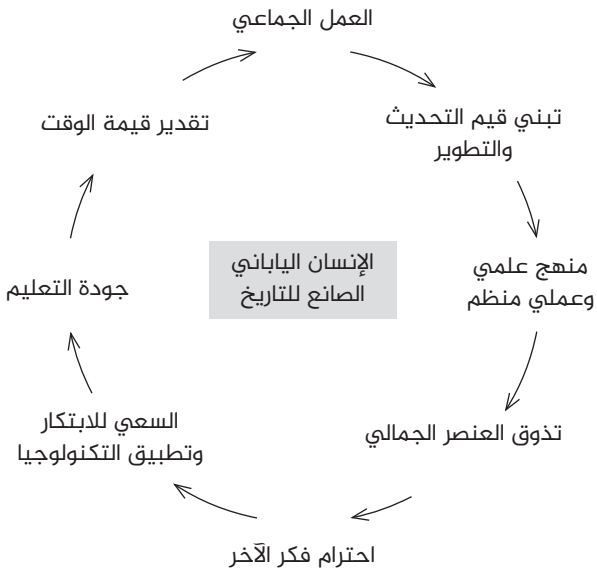 العمل الجماعي
تبني قيم التحديث
والتطوير
منهج علمي
وعملي منظم
تذوق العنصر الجمالي
احترام فكر الآخر
السعي للابتكار
وتطبيق التكنولوجيا
جودة التعليم
تقدير قيمة الوقت
الإنسان الياباني
الصانع للتاريخ